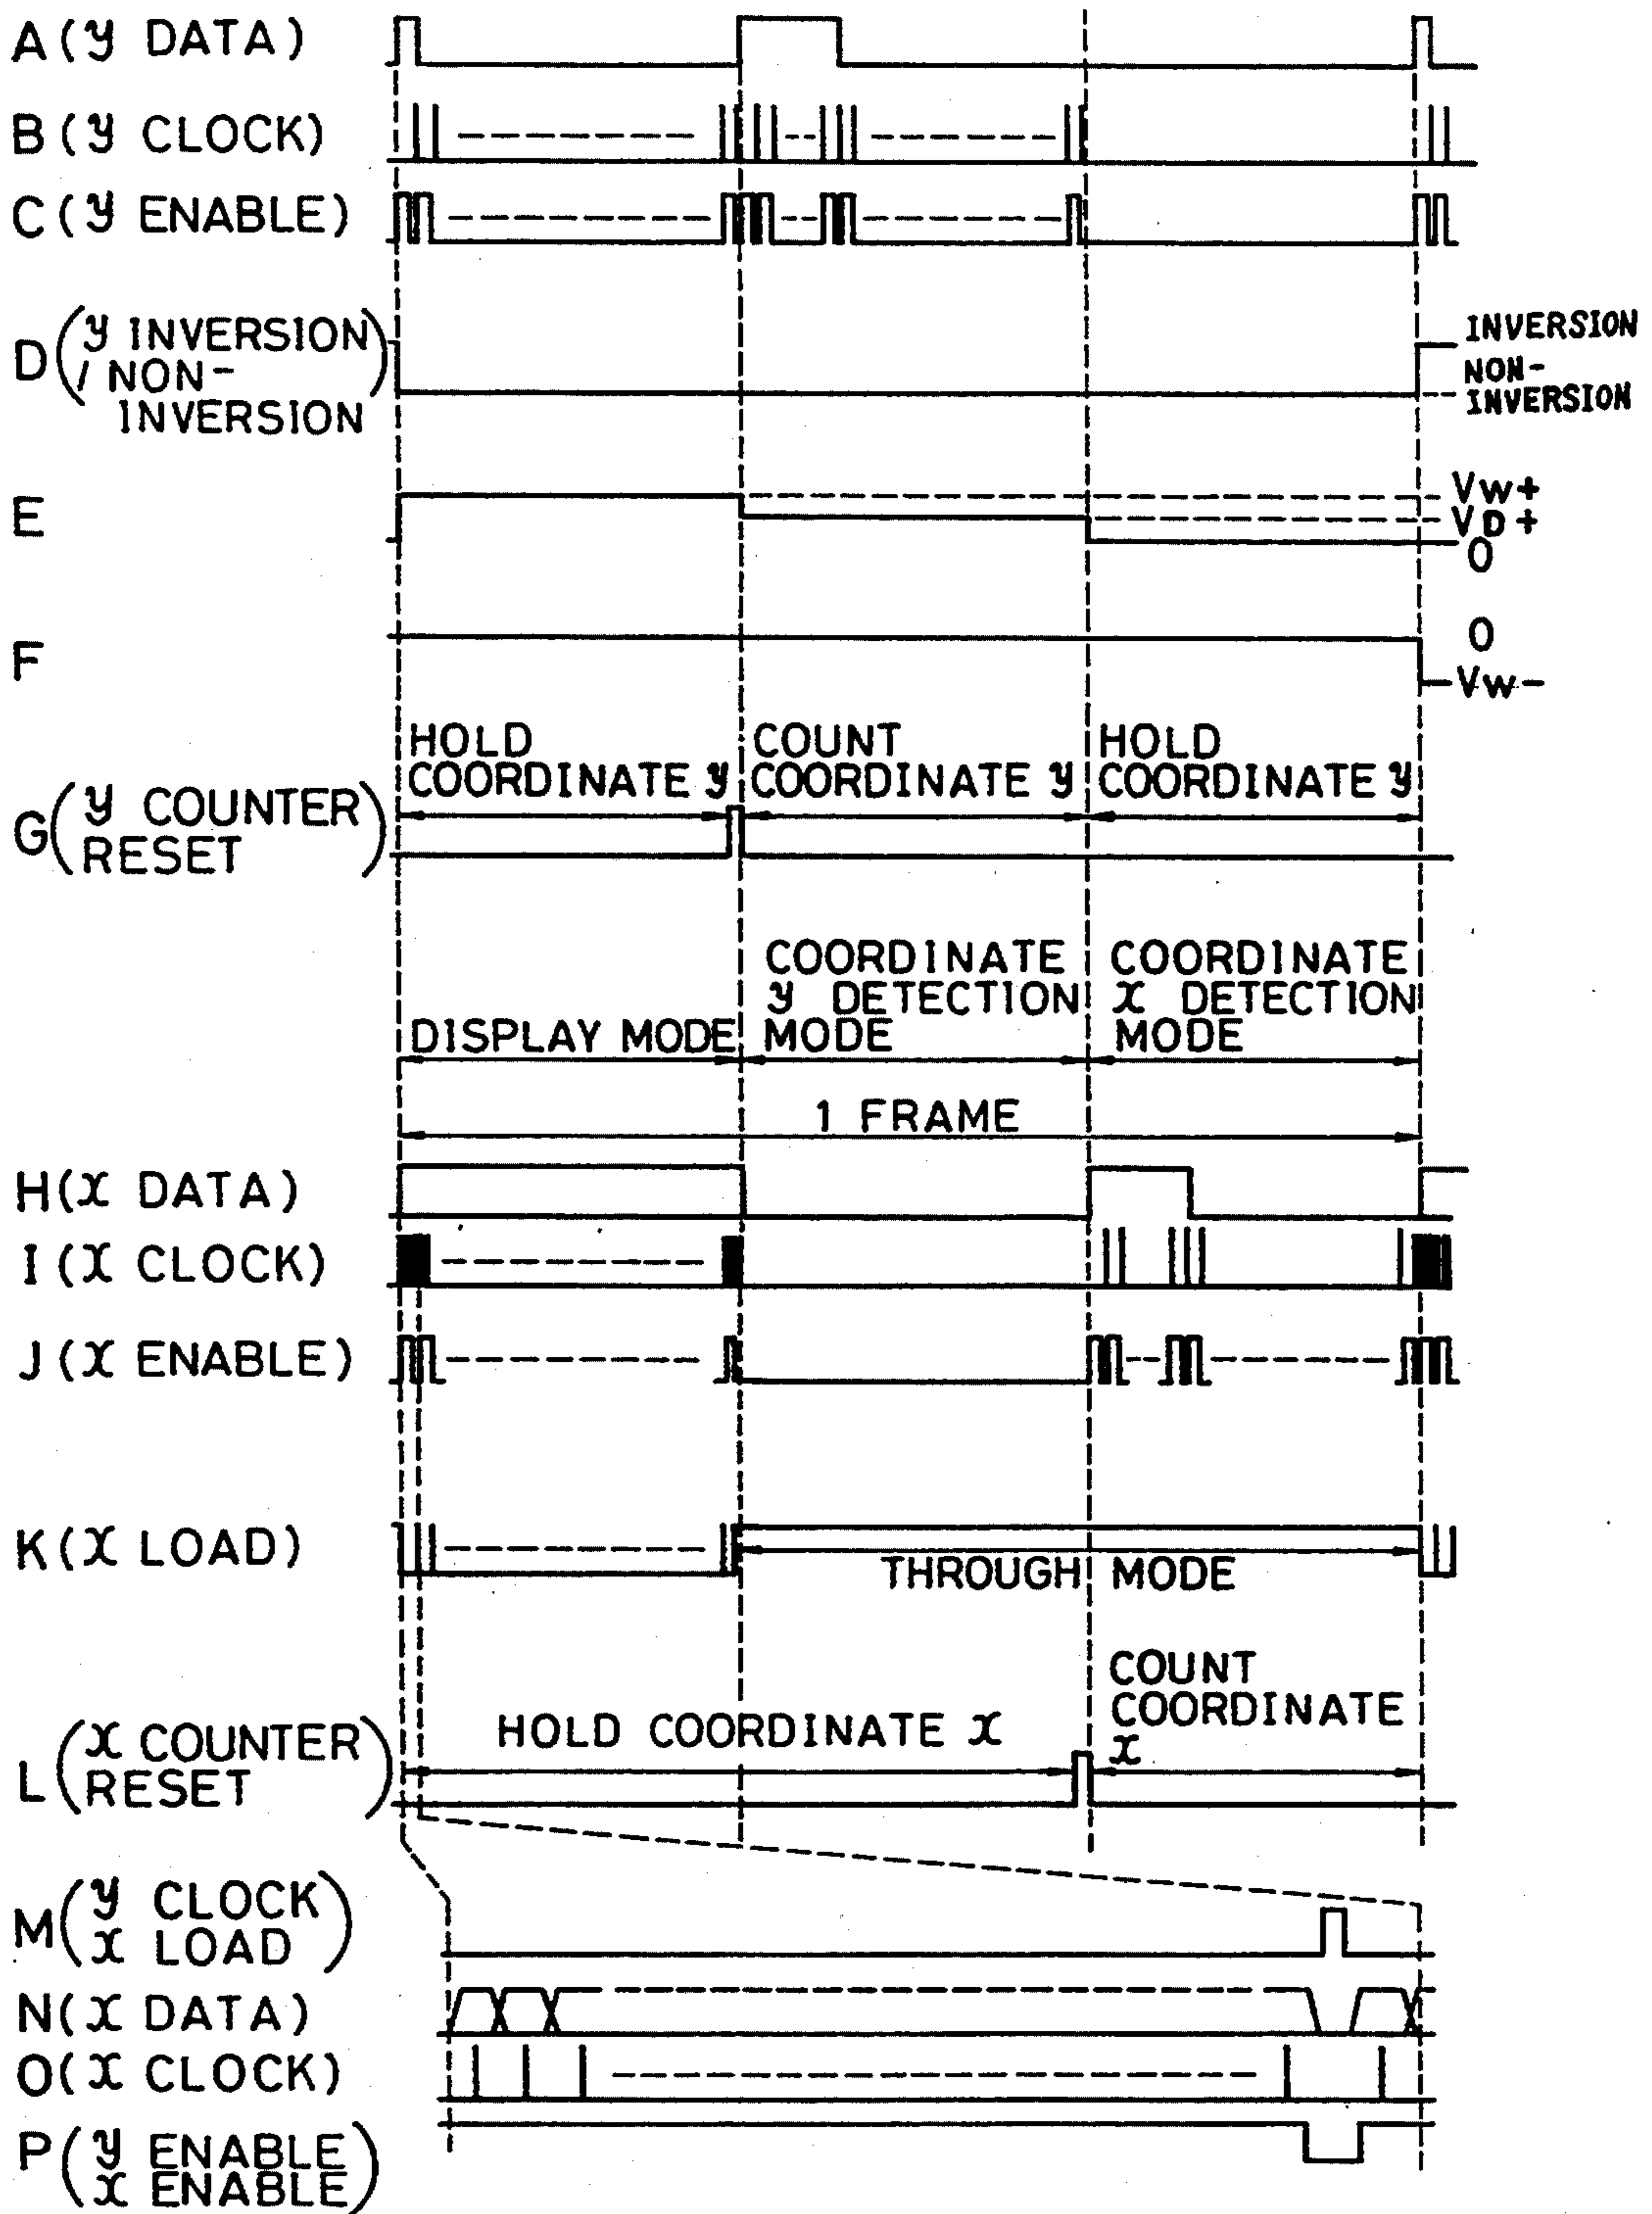 A(y DATA)
B(y CLOCK)
C(y ENABLE)
D(y INVERSION
/NON-
INVERSION)
INVERSION
NON-
INVERSION
E
Vw+
VD+
0
F
0
Vw-
HOLD
COORDINATE y
COUNT
COORDINATE y
HOLD
COORDINATE y
G(y COUNTER
RESET)
DISPLAY MODE
COORDINATE
y DETECTION
MODE
COORDINATE
x DETECTION
MODE
1 FRAME
H(x DATA)
I(x CLOCK)
J(x ENABLE)
K(x LOAD)
THROUGH MODE
HOLD COORDINATE x
COUNT
COORDINATE
x
L(x COUNTER
RESET)
M(y CLOCK
x LOAD)
N(x DATA)
O(x CLOCK)
P(y ENABLE
x ENABLE)